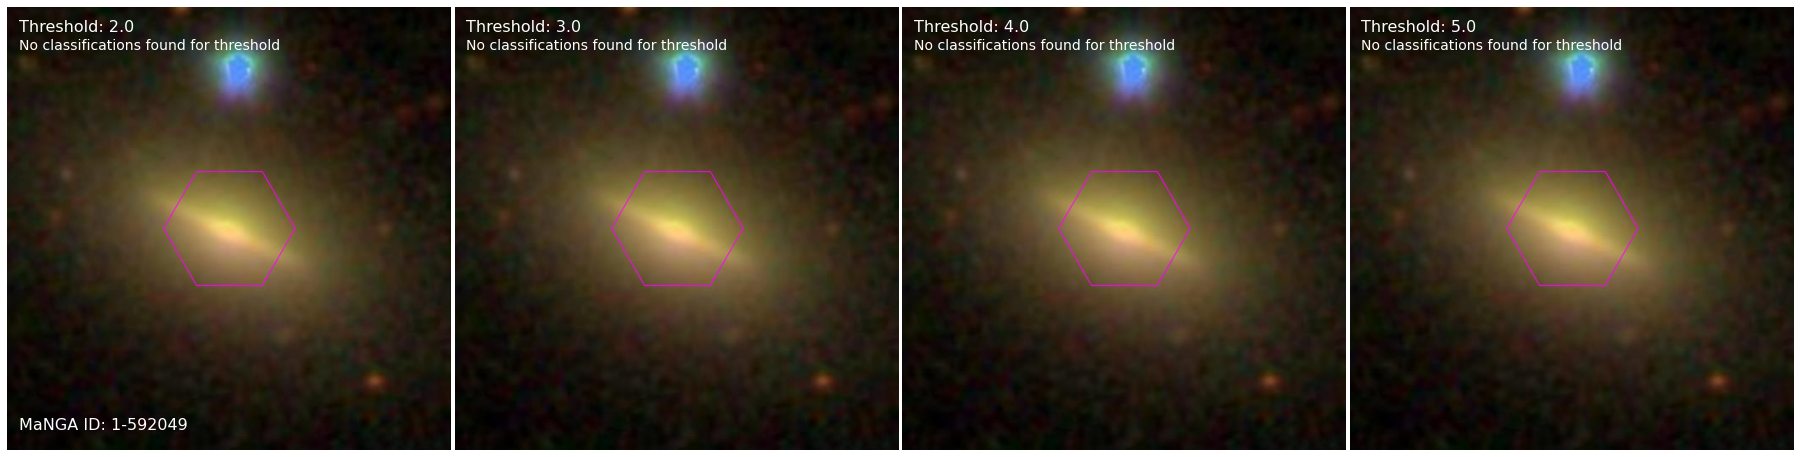 Threshold: 2.0
No classifications found for threshold
MaNGA ID: 1-592049
Threshold: 3.0
No classifications found for threshold
Threshold: 4.0
No classifications found for threshold
Threshold: 5.0
No classifications found for threshold